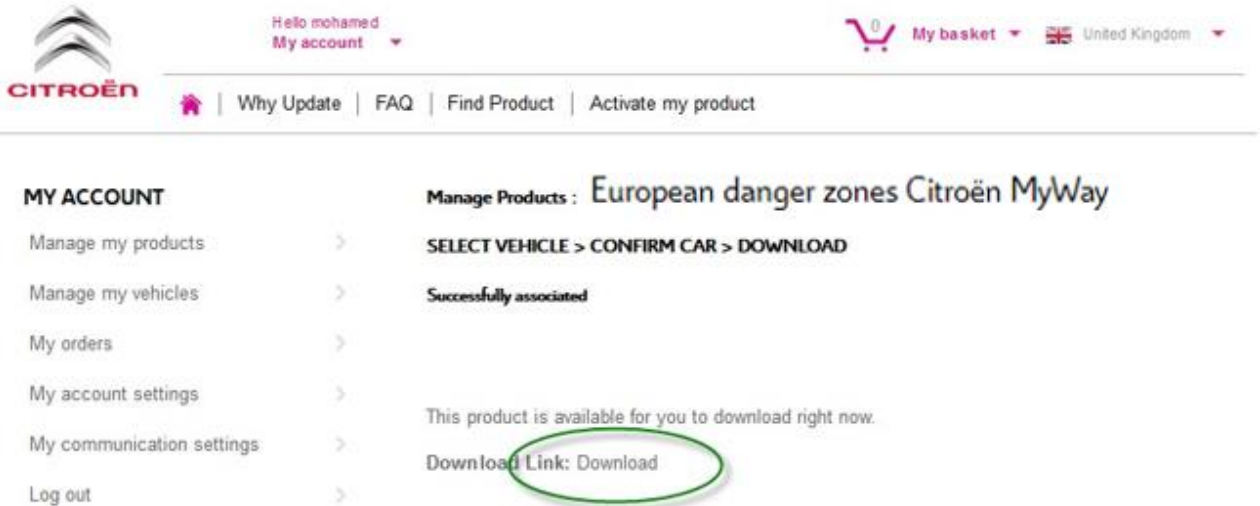 Hello mohamed
My account
0
My basket
United Kingdom
CITROËN
Why Update | FAQ | Find Product | Activate my product
MY ACCOUNT
Manage my products
Manage my vehicles
My orders
My account settings
My communication settings
Log out
Manage Products : European danger zones Citroën MyWay
SELECT VEHICLE > CONFIRM CAR > DOWNLOAD
Successfully associated
This product is available for you to download right now.
Download Link: Download